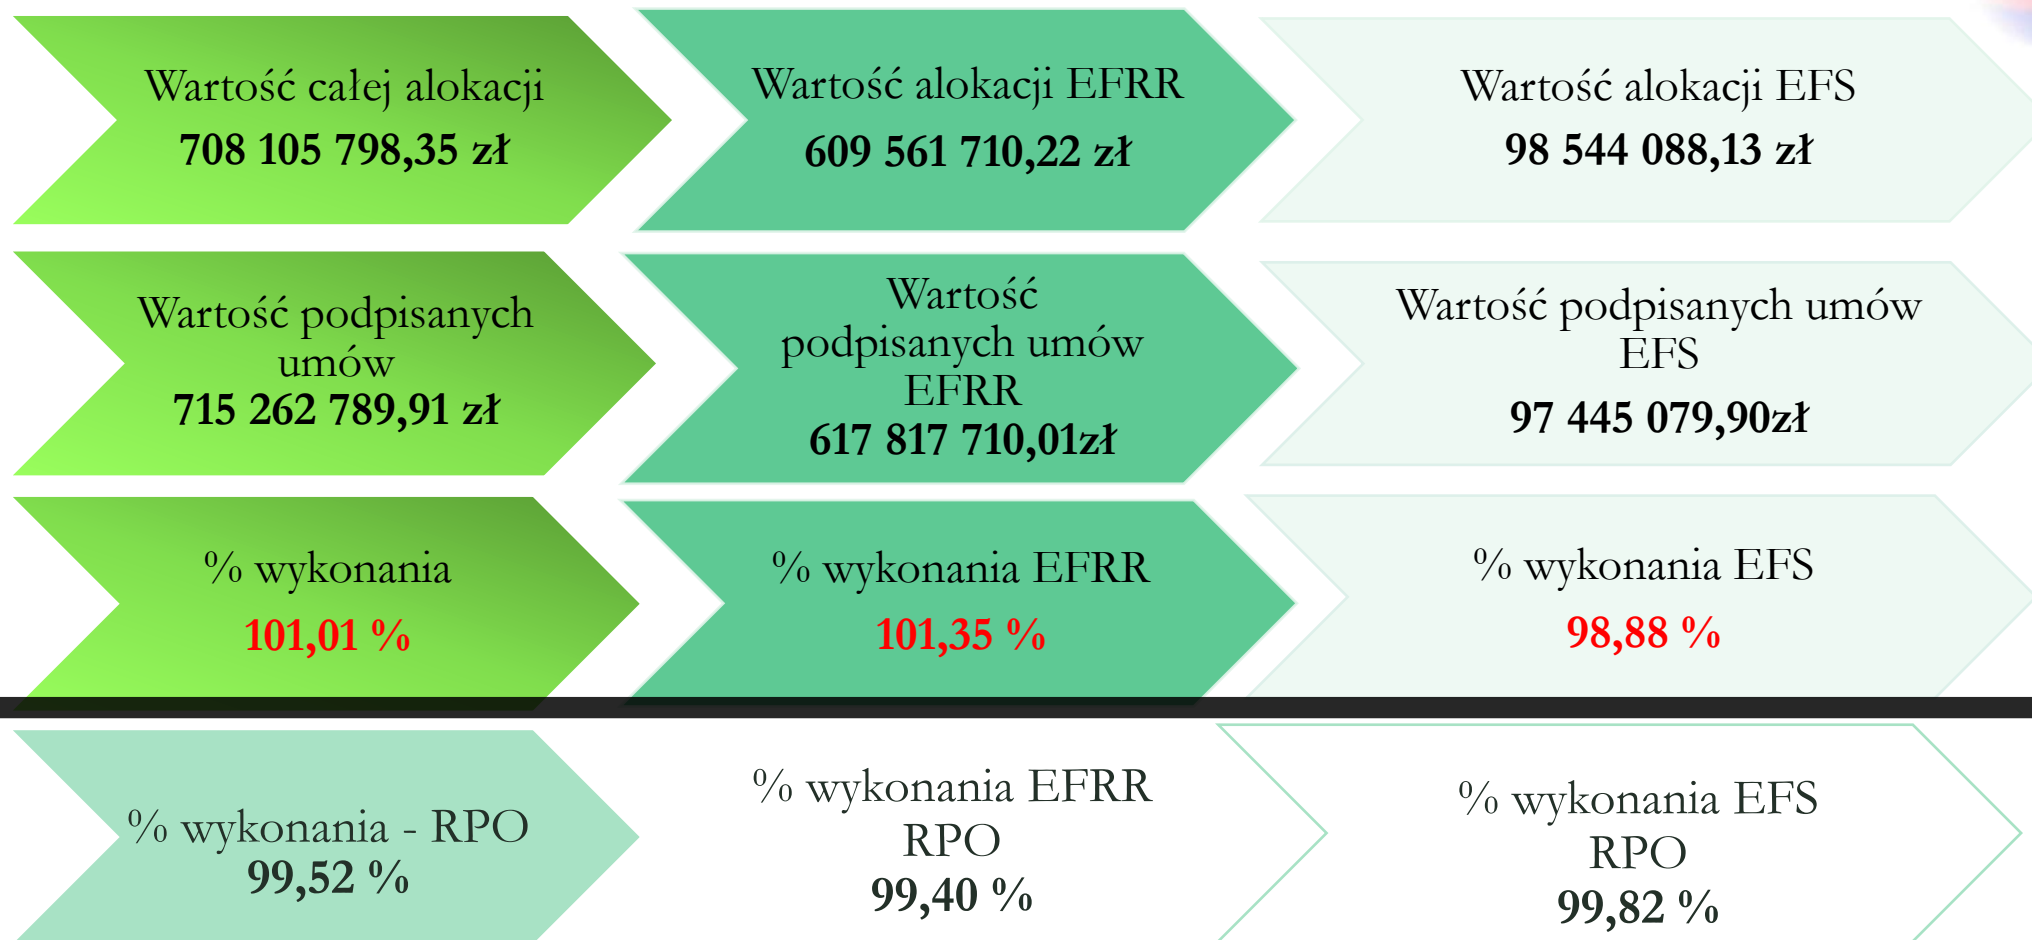 Wartość całej alokacji
708 105 798,35 zł
Wartość alokacji EFRR
609 561 710,22 zł
Wartość alokacji EFS
98 544 088,13 zł
Wartość podpisanych
umów
715 262 789,91 zł
Wartość
podpisanych umów
EFRR
617 817 710,01zł
Wartość podpisanych umów
EFS
97 445 079,90zł
% wykonania
101,01 %
% wykonania EFRR
101,35 %
% wykonania EFS
98,88 %
% wykonania - RPO
99,52 %
% wykonania EFRR
RPO
99,40 %
% wykonania EFS
RPO
99,82 %